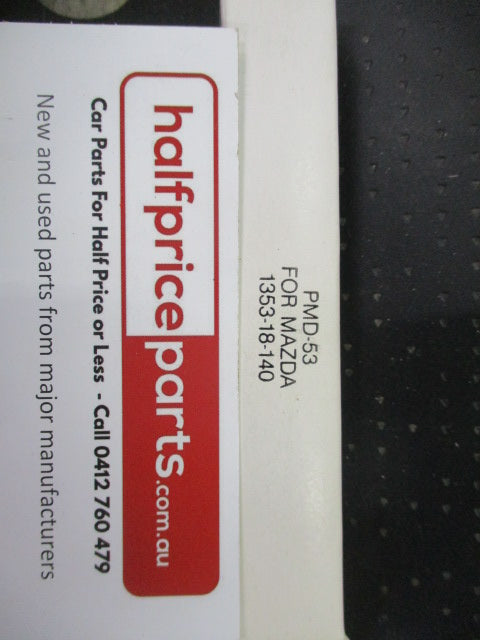 PMD-53
FOR MAZDA
1353-18-140
halfpriceparts.com.au
Car Parts For Half Price or Less - Call 0412 760 479
New and used parts from major manufacturers